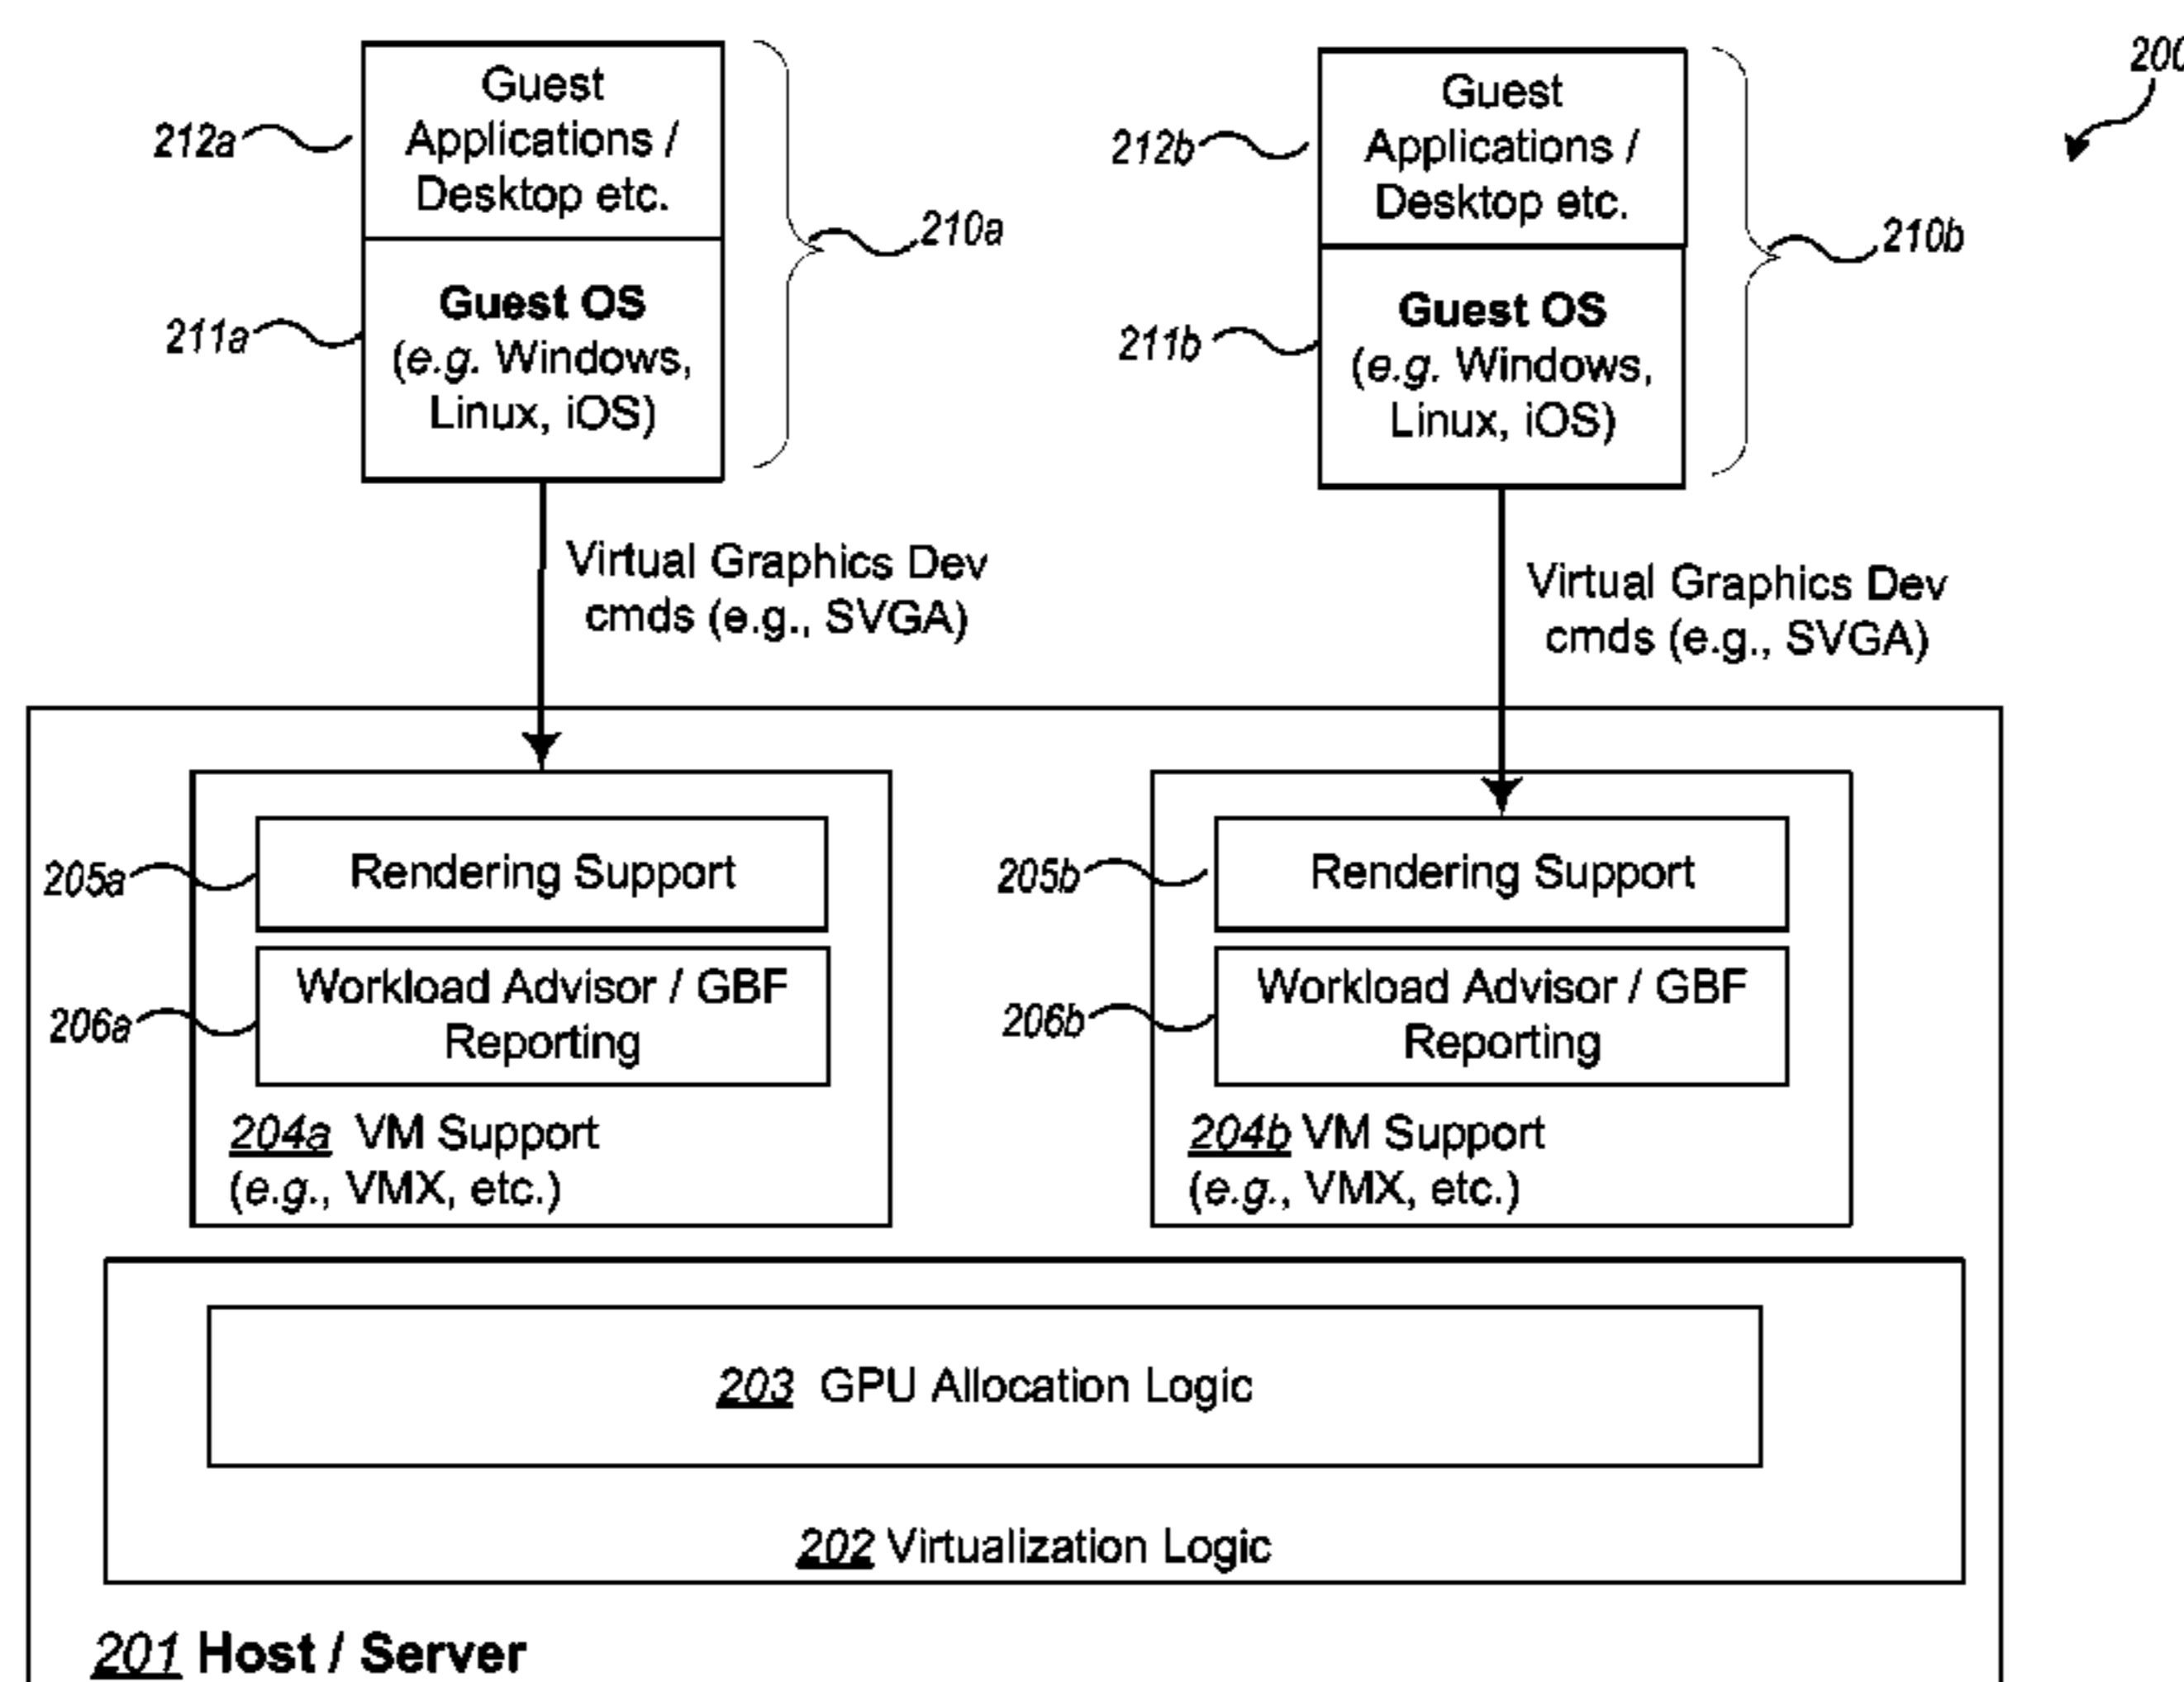 Guest
Applications /
Desktop etc.
212a
210a
Guest OS
(e.g. Windows,
Linux, iOS)
211a
Guest
Applications /
Desktop etc.
212b
210b
Guest OS
(e.g. Windows,
Linux, iOS)
211b
200
Virtual Graphics Dev
cmds (e.g., SVGA)
Virtual Graphics Dev
cmds (e.g., SVGA)
205a
Rendering Support
206a
Workload Advisor / GBF
Reporting
204a VM Support
(e.g., VMX, etc.)
205b
Rendering Support
206b
Workload Advisor / GBF
Reporting
204b VM Support
(e.g., VMX, etc.)
203 GPU Allocation Logic
202 Virtualization Logic
201 Host / Server